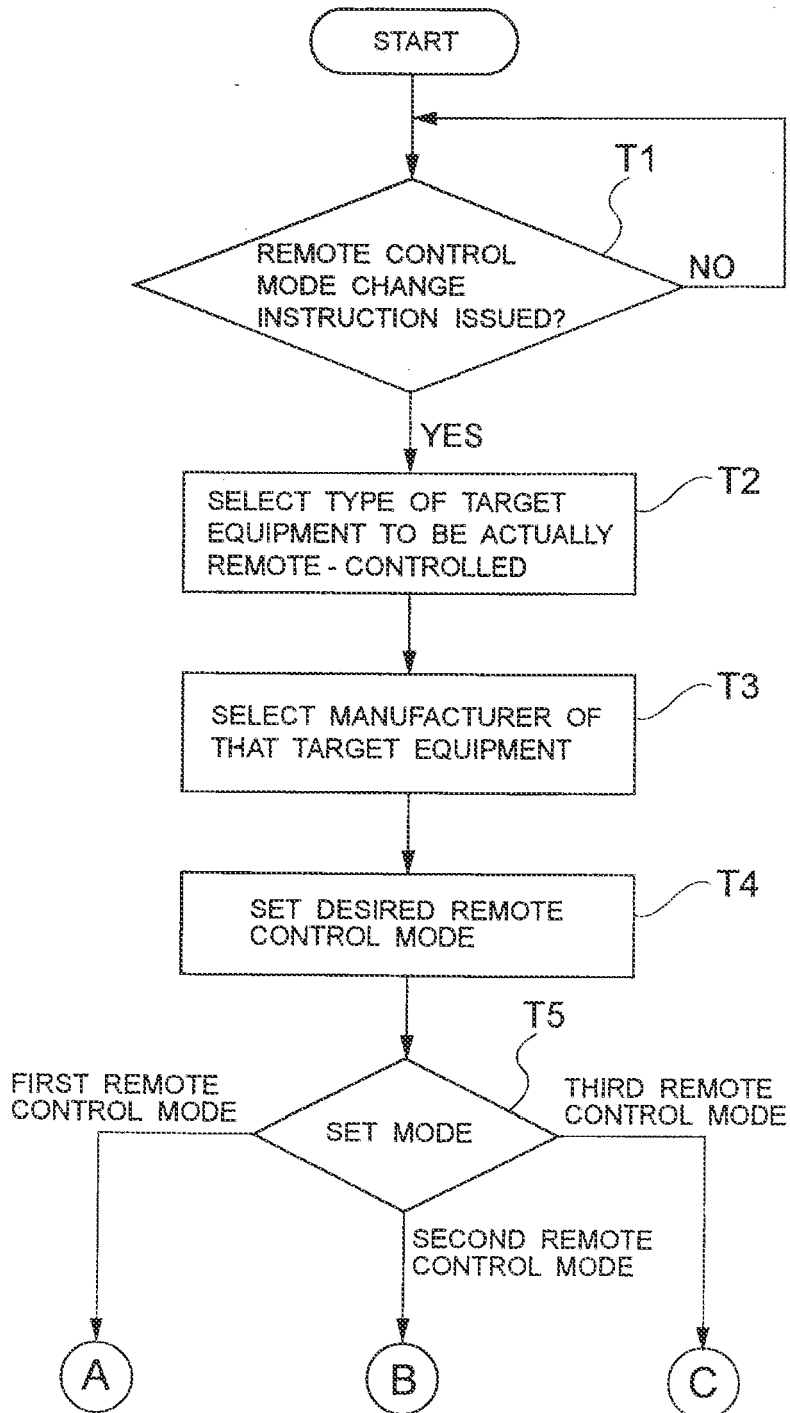 START
T1
REMOTE CONTROL
MODE CHANGE
INSTRUCTION ISSUED?
NO
YES
T2
SELECT TYPE OF TARGET
EQUIPMENT TO BE ACTUALLY
REMOTE - CONTROLLED
T3
SELECT MANUFACTURER OF
THAT TARGET EQUIPMENT
T4
SET DESIRED REMOTE
CONTROL MODE
T5
FIRST REMOTE
CONTROL MODE
SET MODE
THIRD REMOTE
CONTROL MODE
SECOND REMOTE
CONTROL MODE
A
B
C